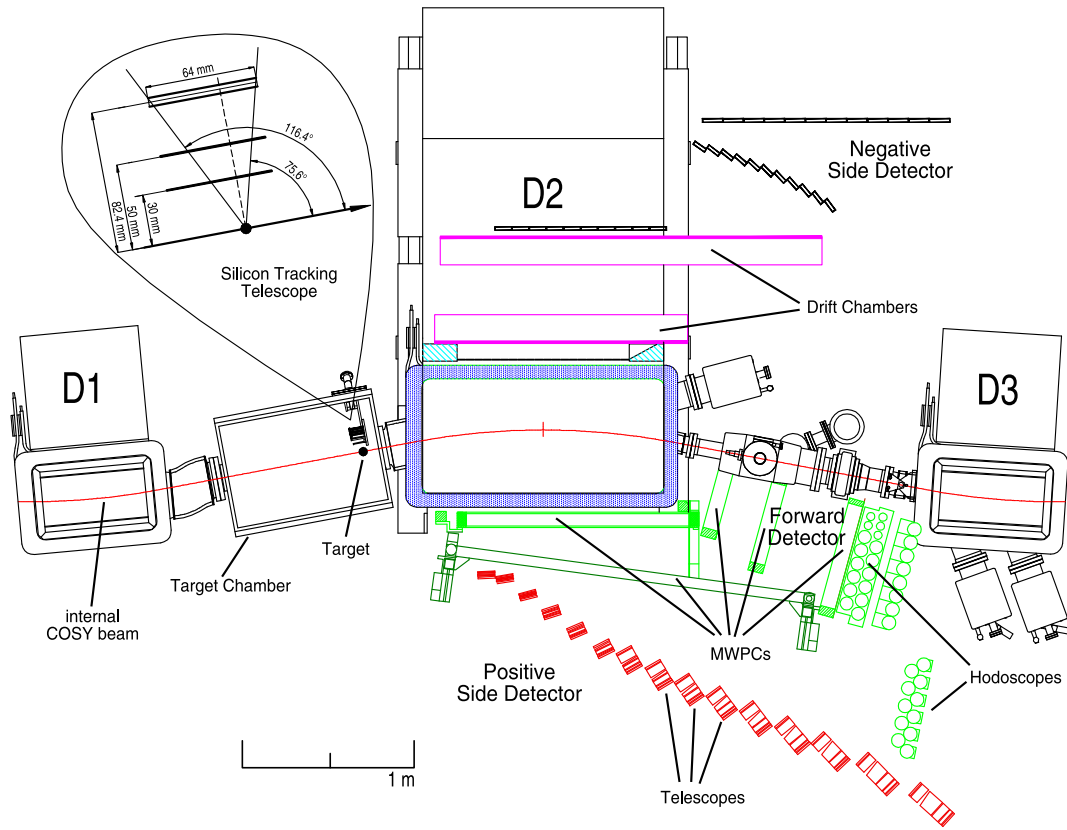 64 mm
116.4°
75.6°
82.4 mm
50 mm
30 mm
Silicon Tracking
Telescope
Negative
Side Detector
D2
Drift Chambers
D1
D3
Target
Target Chamber
internal
COSY beam
Forward
Detector
MWPCs
Hodoscopes
Positive
Side Detector
Telescopes
1 m